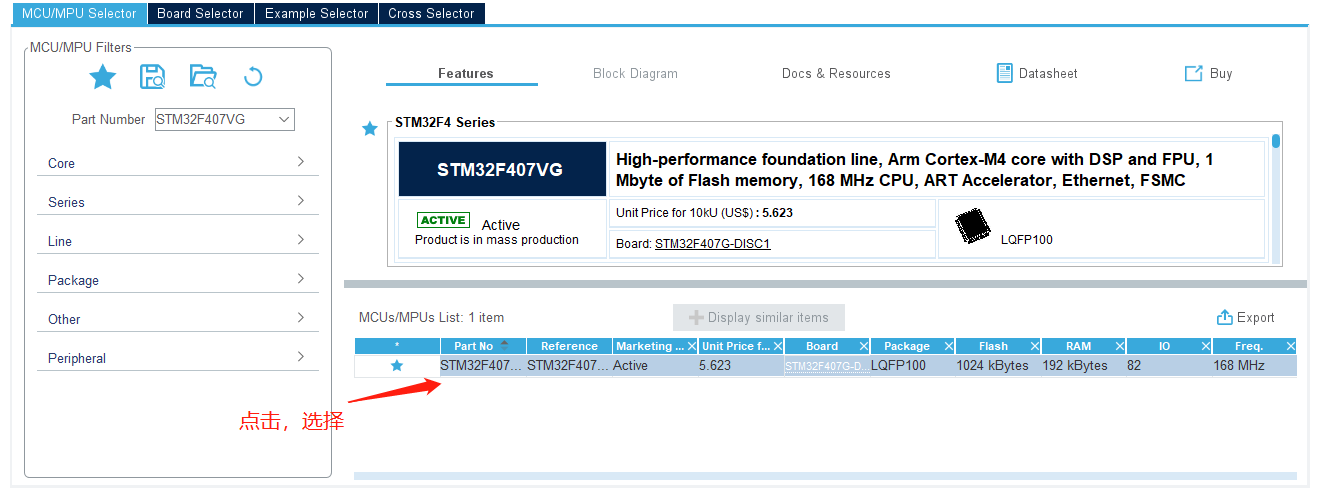 MCU/MPU Selector Board Selector Example Selector Cross Selector
MCU/MPU Filters
Part Number STM32F407VG
Core
Series
Line
Package
Other
Peripheral
Features Block Diagram Docs & Resources Datasheet Buy
STM32F4 Series
STM32F407VG
High-performance foundation line, Arm Cortex-M4 core with DSP and FPU, 1
Mbyte of Flash memory, 168 MHz CPU, ART Accelerator, Ethernet, FSMC
ACTIVE Active
Product is in mass production
Unit Price for 10kU (US$) : 5.623
Board: STM32F407G-DISC1
LQFP100
MCUs/MPUs List: 1 item Display similar items Export
* Part No Reference Marketing ... Unit Price f... Board Package Flash RAM IO Freq.
STM32F407... STM32F407... Active 5.623 STM32F407G-D... LQFP100 1024 kBytes 192 kBytes 82 168 MHz
点击，选择